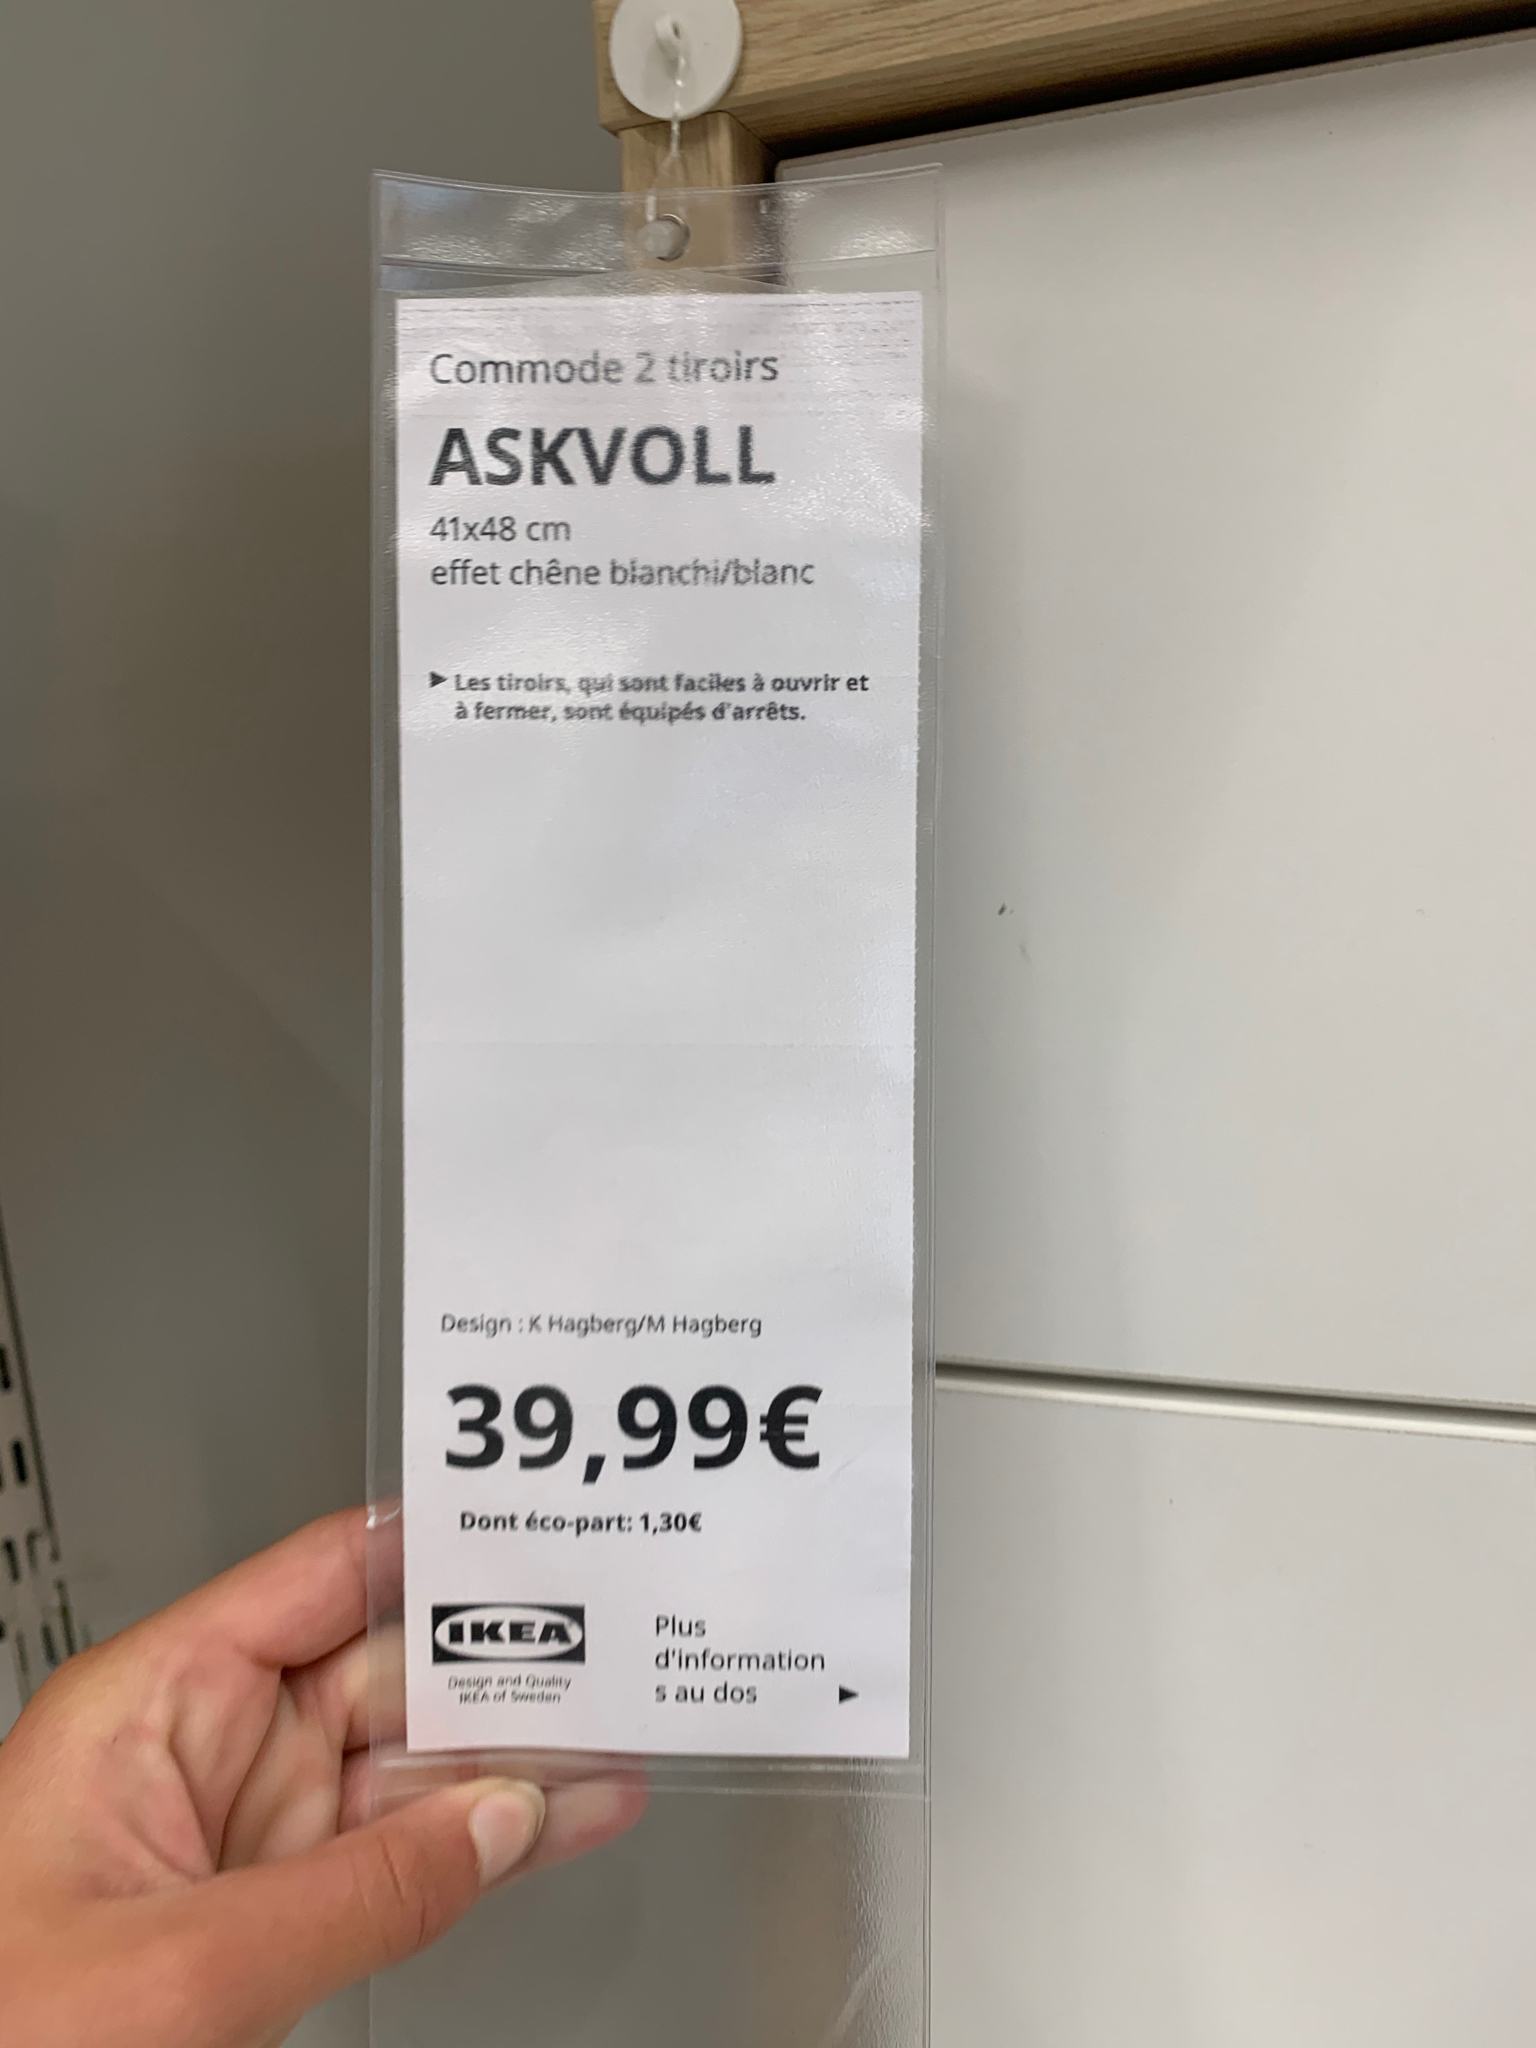 Commode 2 tiroirs
ASKVOLL
41x48 cm
effet chêne blanchi/blanc
► Les tiroirs, qui sont faciles à ouvrir et
à fermer, sont équipés d'arrêts.
Design : K Hagberg/M Hagberg
39,99€
Dont éco-part: 1,30€
IKEA
Design and Quality
IKEA of Sweden
Plus
d'information
s au dos ►